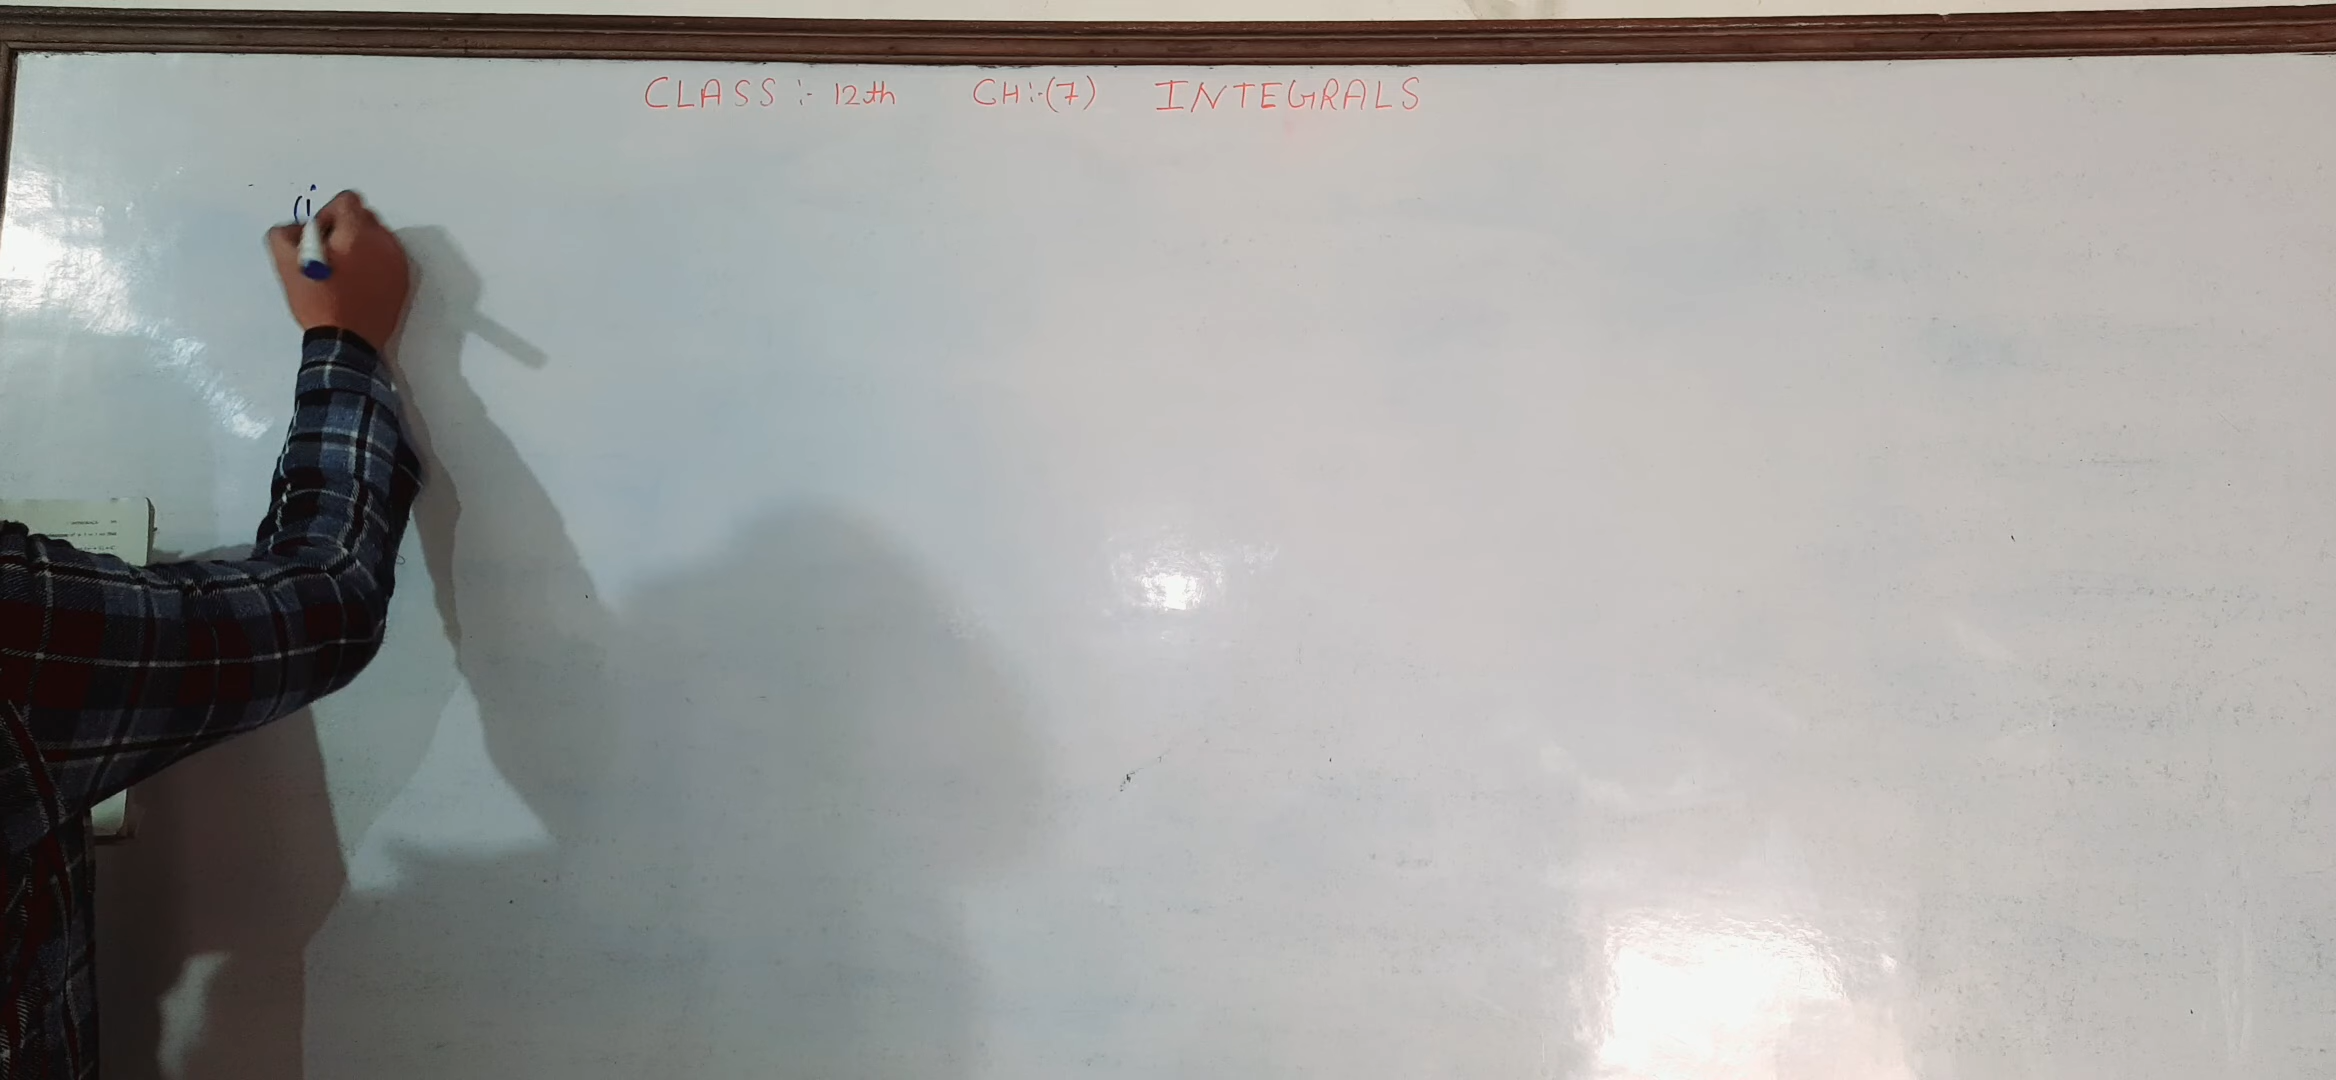 CLASS :- 12th CH:-(7) INTEGRALS
(i